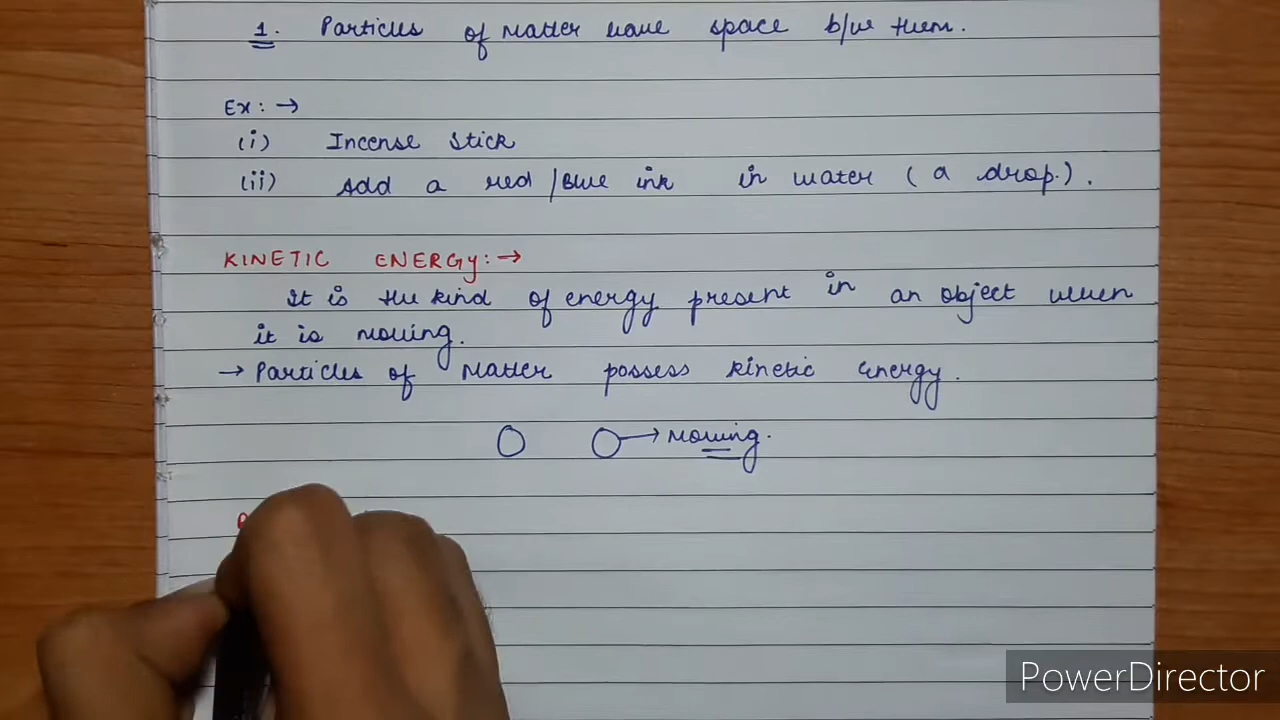 1. Particles of matter have space b/w them.
Ex: →
(i) Incense stick
(ii) Add a red/Blue ink in water (a drop.).
KINETIC ENERGY: →
It is the kind of energy present in an object when
it is moving.
→ Particles of Matter possess kinetic energy.
→ moving.
PowerDirector